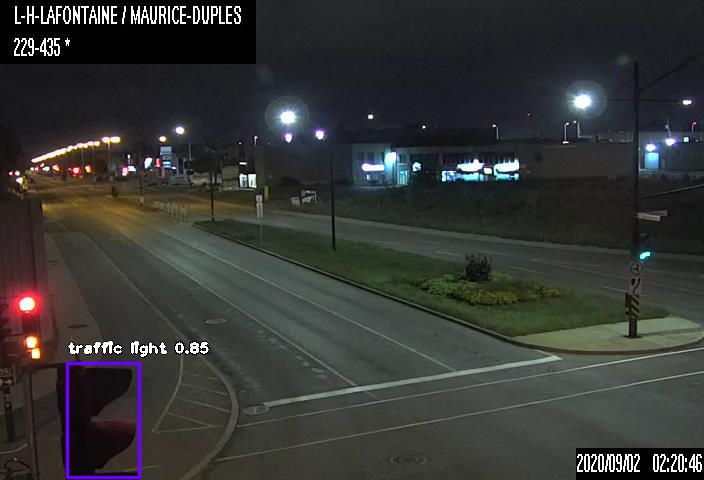 L-H-LAFONTAINE / MAURICE-DUPLES
229-435 *
traffic light 0.85
2020/09/02 02:20:46